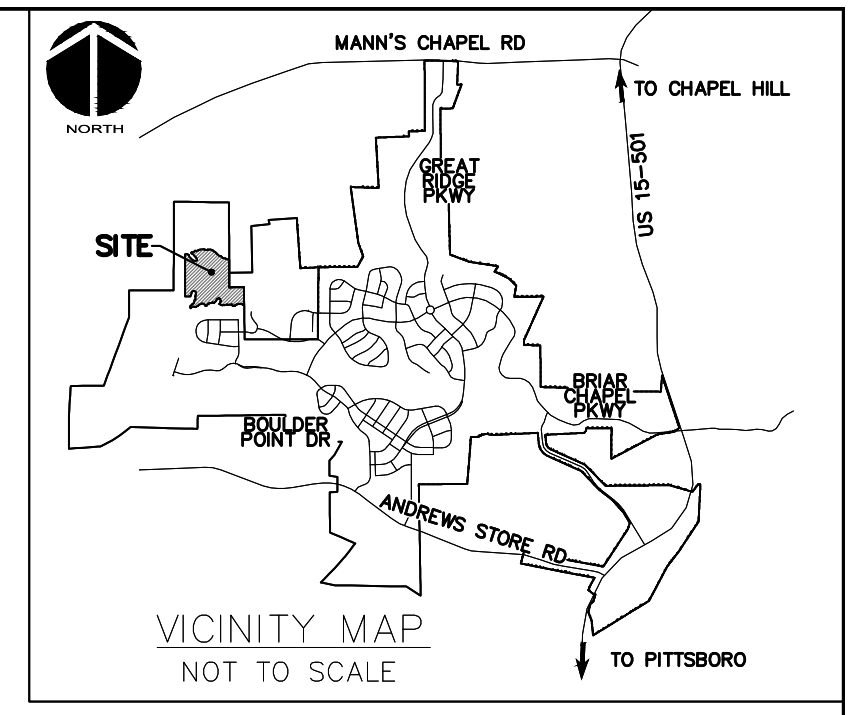 MANN'S CHAPEL RD
TO CHAPEL HILL
NORTH
GREAT
RIDGE
PKWY
US 15-501
SITE
BRIAR
CHAPEL
PKWY
BOULDER
POINT DR
ANDREWS STORE RD
VICINITY MAP
NOT TO SCALE
TO PITTSBORO